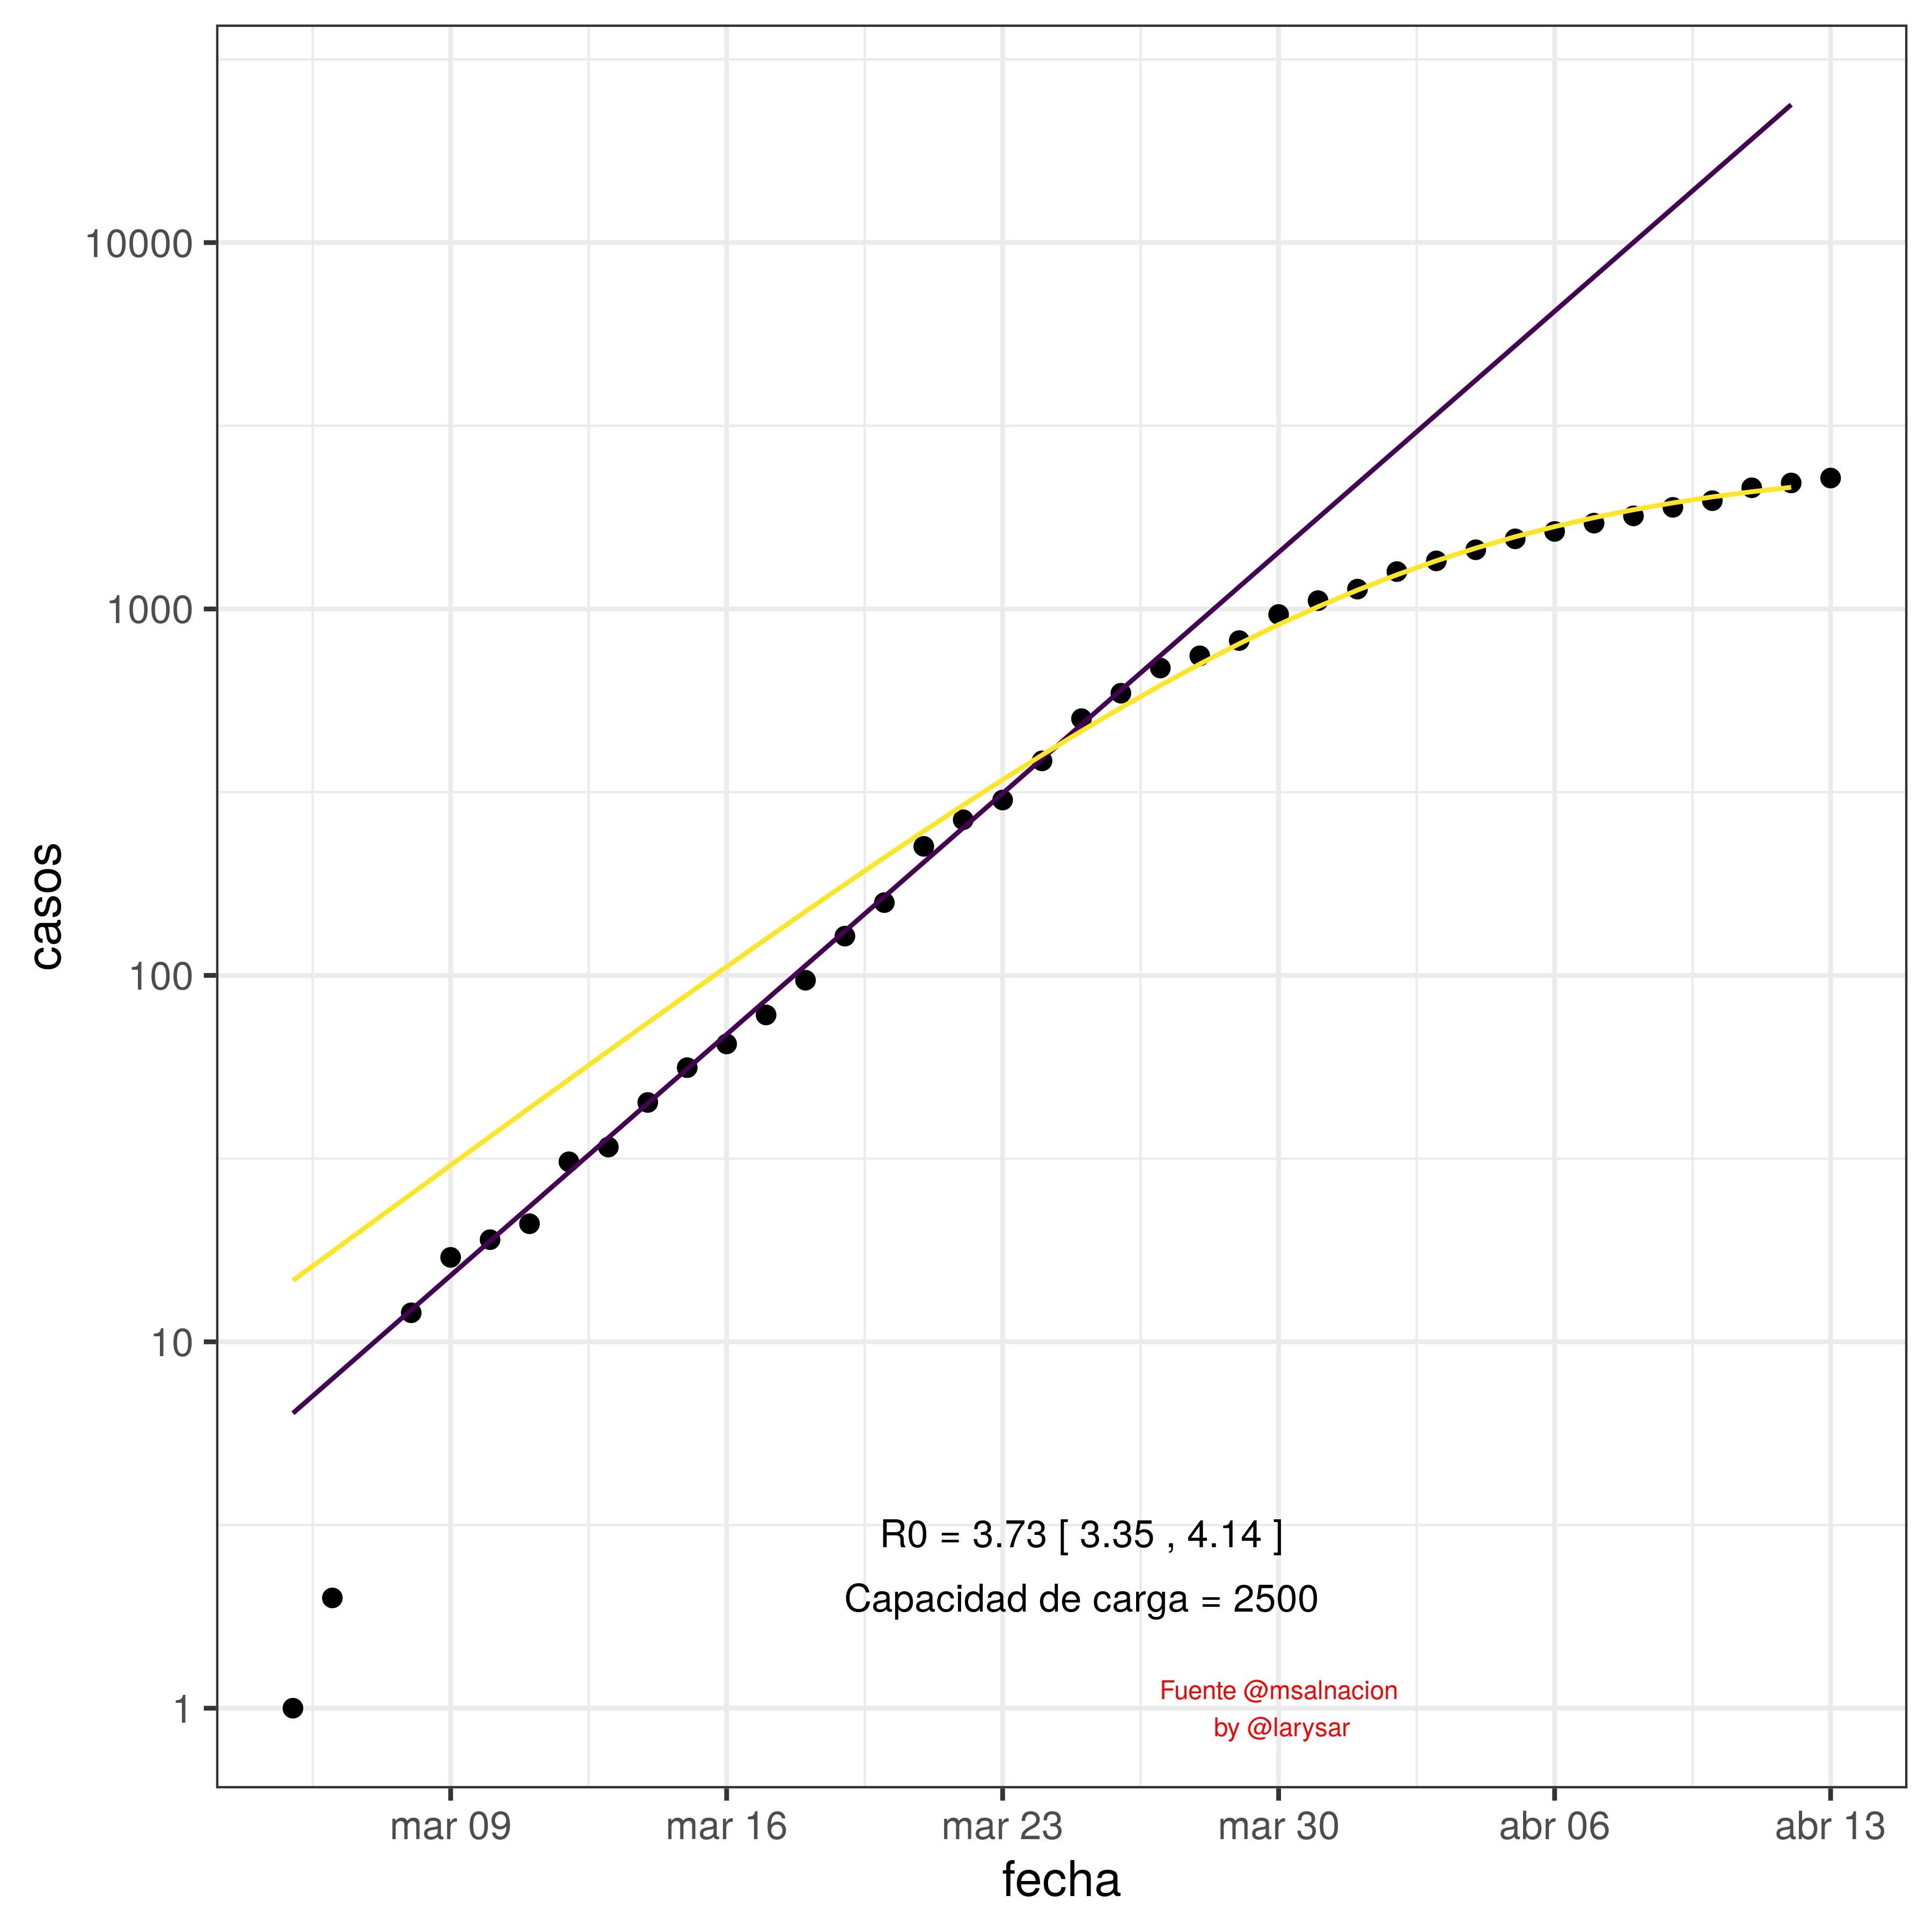 casos
10000
1000
100
10
1
R0 = 3.73 [ 3.35 , 4.14 ]
Capacidad de carga = 2500
Fuente @msalnacion
by @larysar
mar 09
mar 16
mar 23
mar 30
abr 06
abr 13
fecha